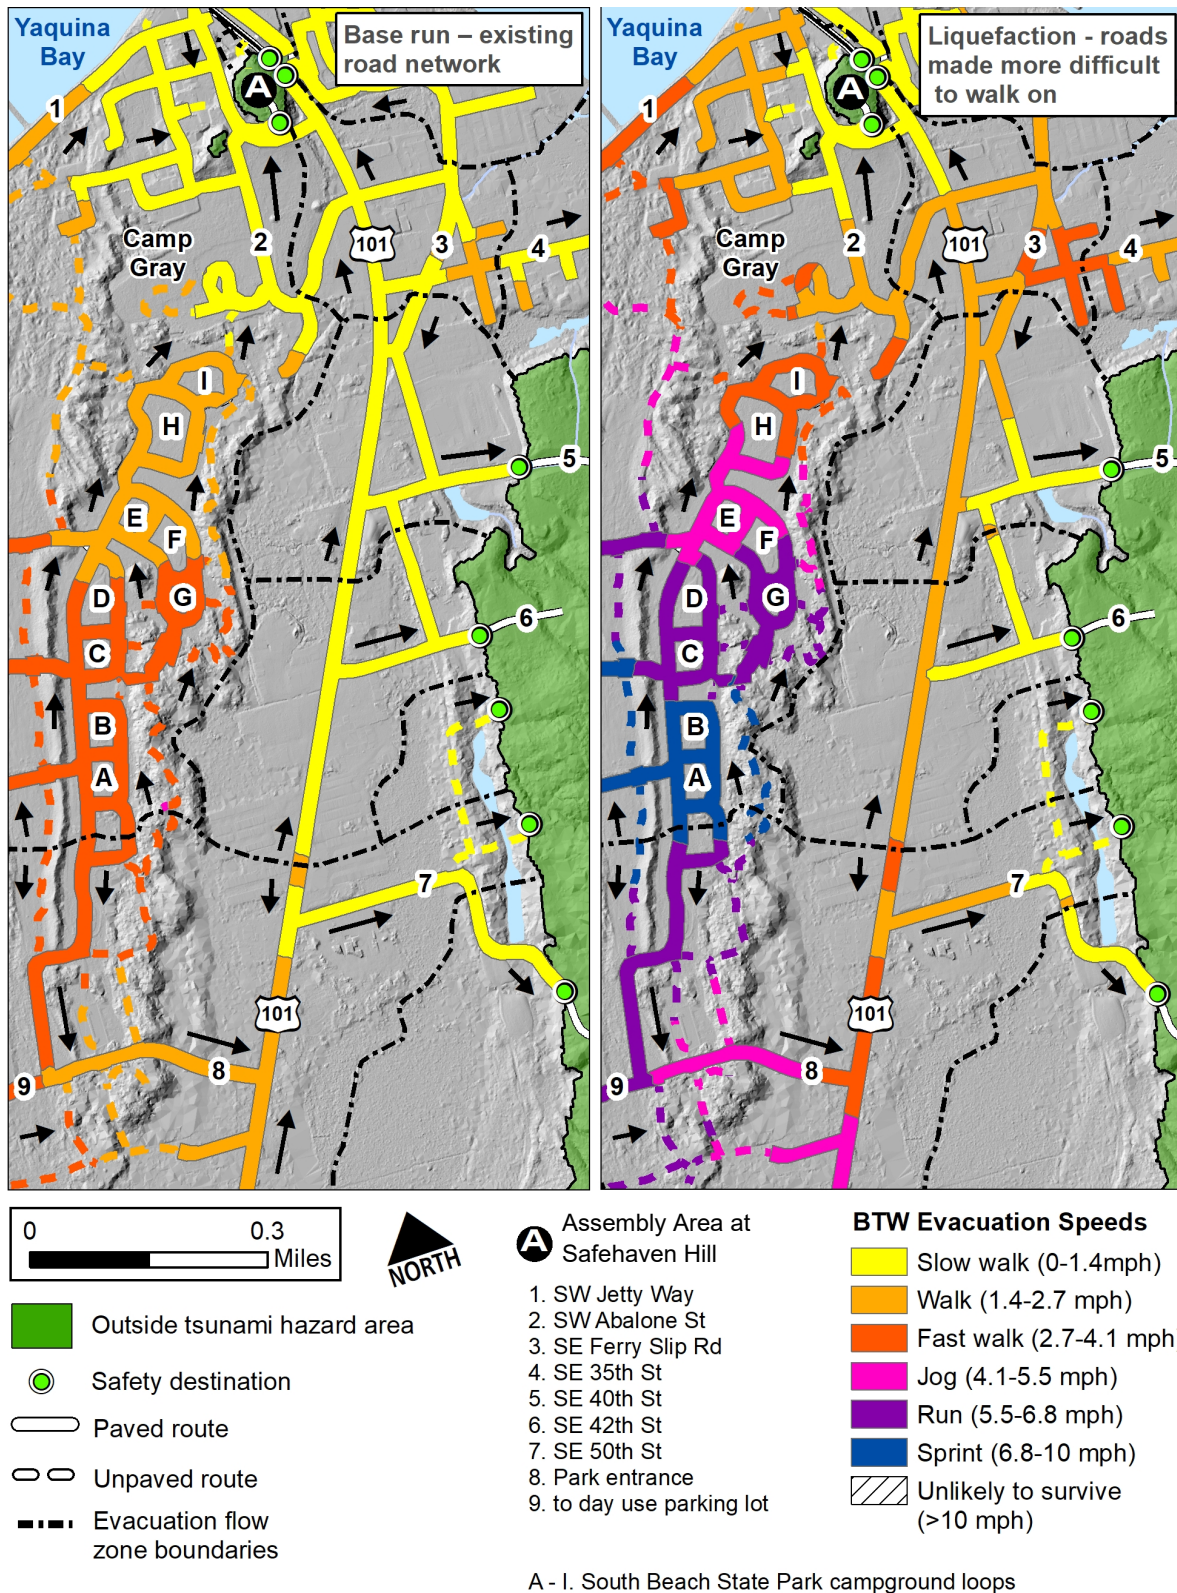 Yaquina
Bay
Base run – existing
road network
A
1
2
101
3
4
Camp
Gray
I
H
5
E
F
D
G
6
C
B
A
7
101
8
9
Yaquina
Bay
Liquefaction - roads
made more difficult
to walk on
A
1
2
101
3
4
Camp
Gray
I
H
5
E
F
D
G
6
C
B
A
7
101
8
9
0 0.3
Miles
NORTH
Outside tsunami hazard area
Safety destination
Paved route
Unpaved route
Evacuation flow
zone boundaries
A Assembly Area at
Safehaven Hill
1. SW Jetty Way
2. SW Abalone St
3. SE Ferry Slip Rd
4. SE 35th St
5. SE 40th St
6. SE 42th St
7. SE 50th St
8. Park entrance
9. to day use parking lot
A - I. South Beach State Park campground loops
BTW Evacuation Speeds
Slow walk (0-1.4mph)
Walk (1.4-2.7 mph)
Fast walk (2.7-4.1 mph)
Jog (4.1-5.5 mph)
Run (5.5-6.8 mph)
Sprint (6.8-10 mph)
Unlikely to survive
(>10 mph)